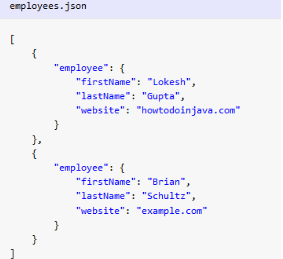 employees.json
[
    {
        "employee": {
            "firstName": "Lokesh",
            "lastName": "Gupta",
            "website": "howtodoinjava.com"
        }
    },
    {
        "employee": {
            "firstName": "Brian",
            "lastName": "Schultz",
            "website": "example.com"
        }
    }
]